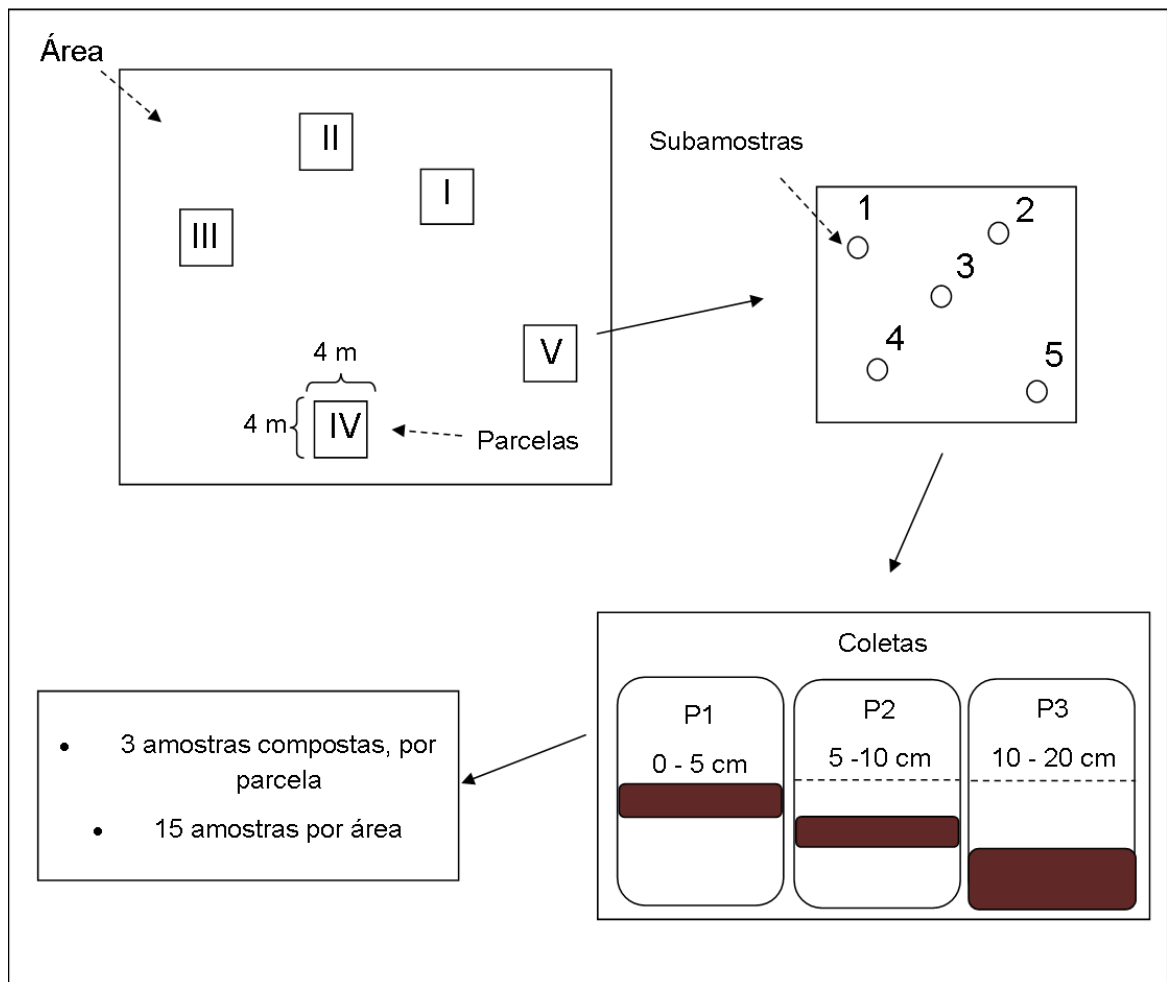 Área
II
I
III
V
4 m
4 m
IV
Parcelas
Subamostras
1
2
3
4
5
Coletas
P1
0 - 5 cm
P2
5 -10 cm
P3
10 - 20 cm
• 3 amostras compostas, por
parcela
• 15 amostras por área